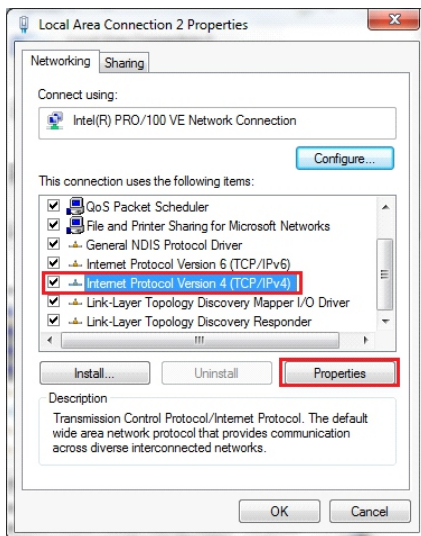 Local Area Connection 2 Properties
Networking
Sharing
Connect using:
Intel(R) PRO/100 VE Network Connection
Configure...
This connection uses the following items:
QoS Packet Scheduler
File and Printer Sharing for Microsoft Networks
General NDIS Protocol Driver
Internet Protocol Version 6 (TCP/IPv6)
Internet Protocol Version 4 (TCP/IPv4)
Link-Layer Topology Discovery Mapper I/O Driver
Link-Layer Topology Discovery Responder
Install...
Uninstall
Properties
Description
Transmission Control Protocol/Internet Protocol. The default
wide area network protocol that provides communication
across diverse interconnected networks.
OK
Cancel